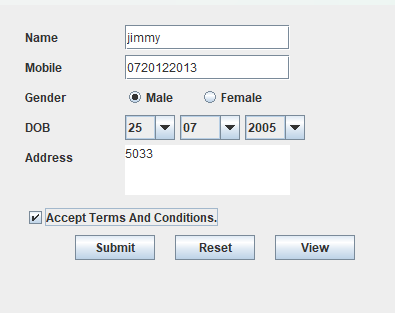 Name jimmy
Mobile 0720122013
Gender Male Female
DOB 25 07 2005
Address 5033
Accept Terms And Conditions.
Submit Reset View